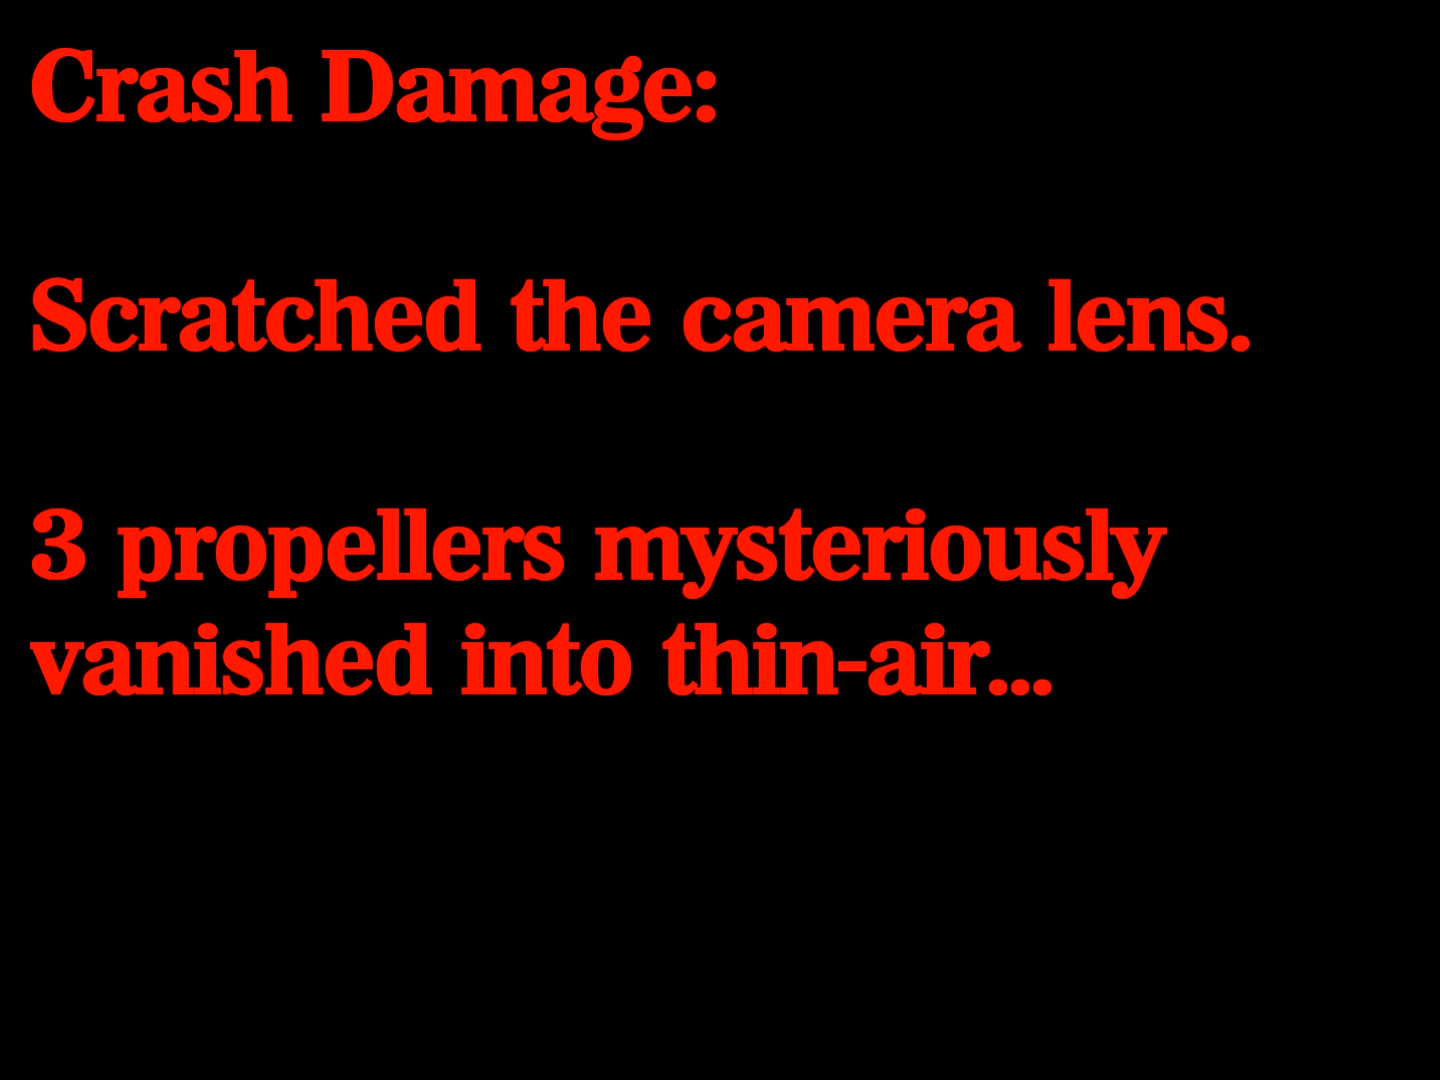 Crash Damage:
Scratched the camera lens.
3 propellers mysteriously
vanished into thin-air...